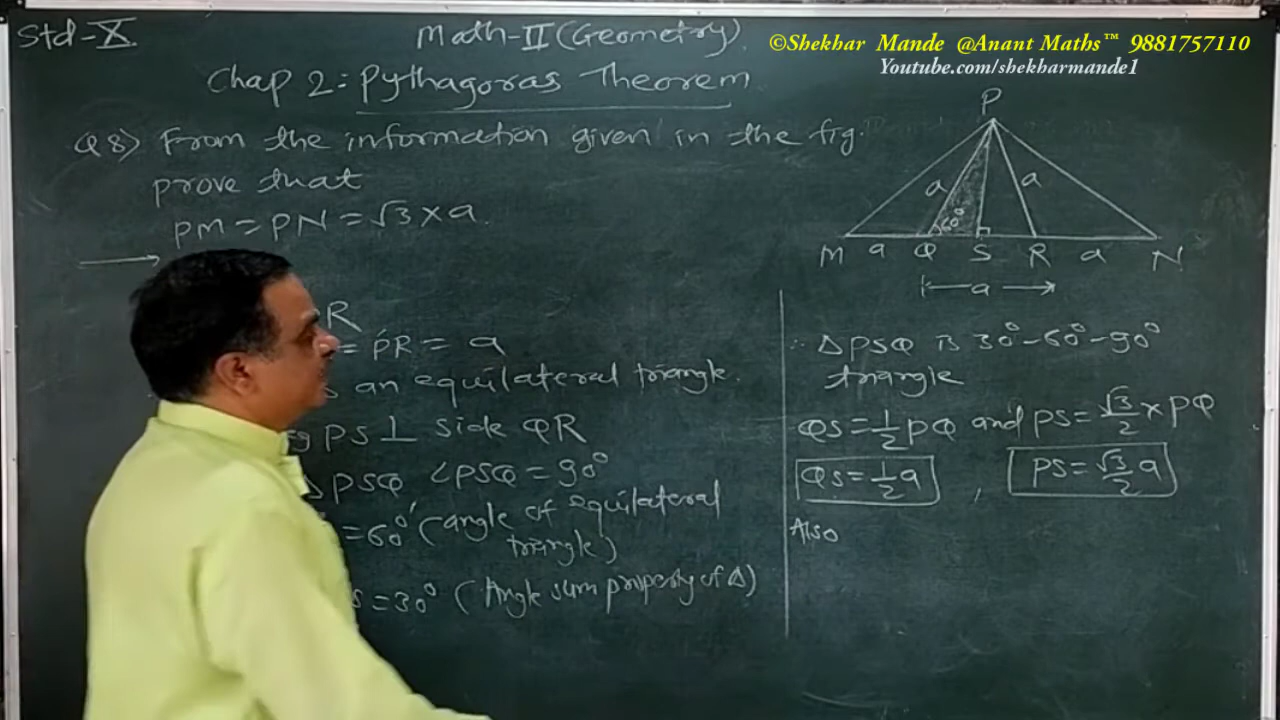 Std-X
Math-II (Geometry)
©Shekhar Mande @Anant Maths™ 9881757110
Youtube.com/shekharmande1
Chap 2: Pythagoras Theorem
Q8) From the information given in the fig.
prove that
PM = PN = √3 × a.
P
a a
60°
M a Q S R a N
a
R
= PR = a
an equilateral triangle.
PS ⊥ side QR
Δ PSQ ∠PSQ = 90°
= 60° (angle of equilateral
triangle)
= 30° (Angle sum property of Δ)
∴ Δ PSQ is 30°-60°-90°
triangle
QS = 1/2 PQ and PS = √3/2 × PQ
QS = 1/2 a , PS = √3/2 a
Also